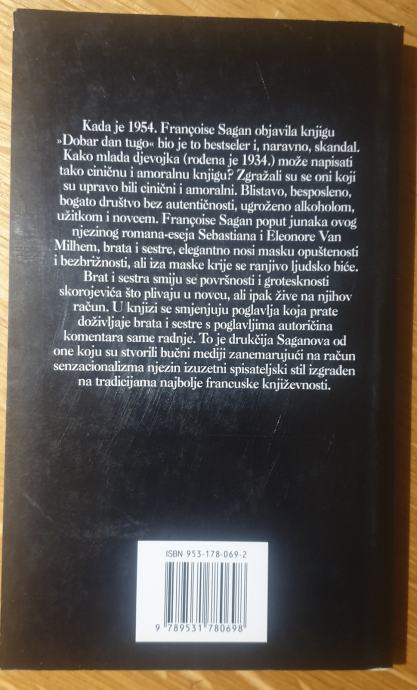 Kada je 1954. Françoise Sagan objavila knjigu
»Dobar dan tugo« bio je to bestseler i, naravno, skandal.
Kako mlada djevojka (rođena je 1934.) može napisati
tako ciničnu i amoralnu knjigu? Zgražali su se oni koji
su upravo bili cinični i amoralni. Blistavo, besposleno,
bogato društvo bez autentičnosti, ugroženo alkoholom,
užitkom i novcem. Françoise Sagan poput junaka ovog
njezinog romana-eseja Sebastiana i Eleonore Van
Milhem, brata i sestre, elegantno nosi masku opuštenosti
i bezbrižnosti, ali iza maske krije se ranjivo ljudsko biće.
Brat i sestra smiju se površnosti i grotesknosti
skorojevića što plivaju u novcu, ali ipak žive na njihov
račun. U knjizi se smjenjuju poglavlja koja prate
doživljaje brata i sestre s poglavljima autoričina
komentara same radnje. To je drukčija Saganova od
one koju su stvorili bučni mediji zanemarujući na račun
senzacionalizma njezin izuzetni spisateljski stil izgrađen
na tradicijama najbolje francuske književnosti.
ISBN 953-178-069-2
9 789531 780698